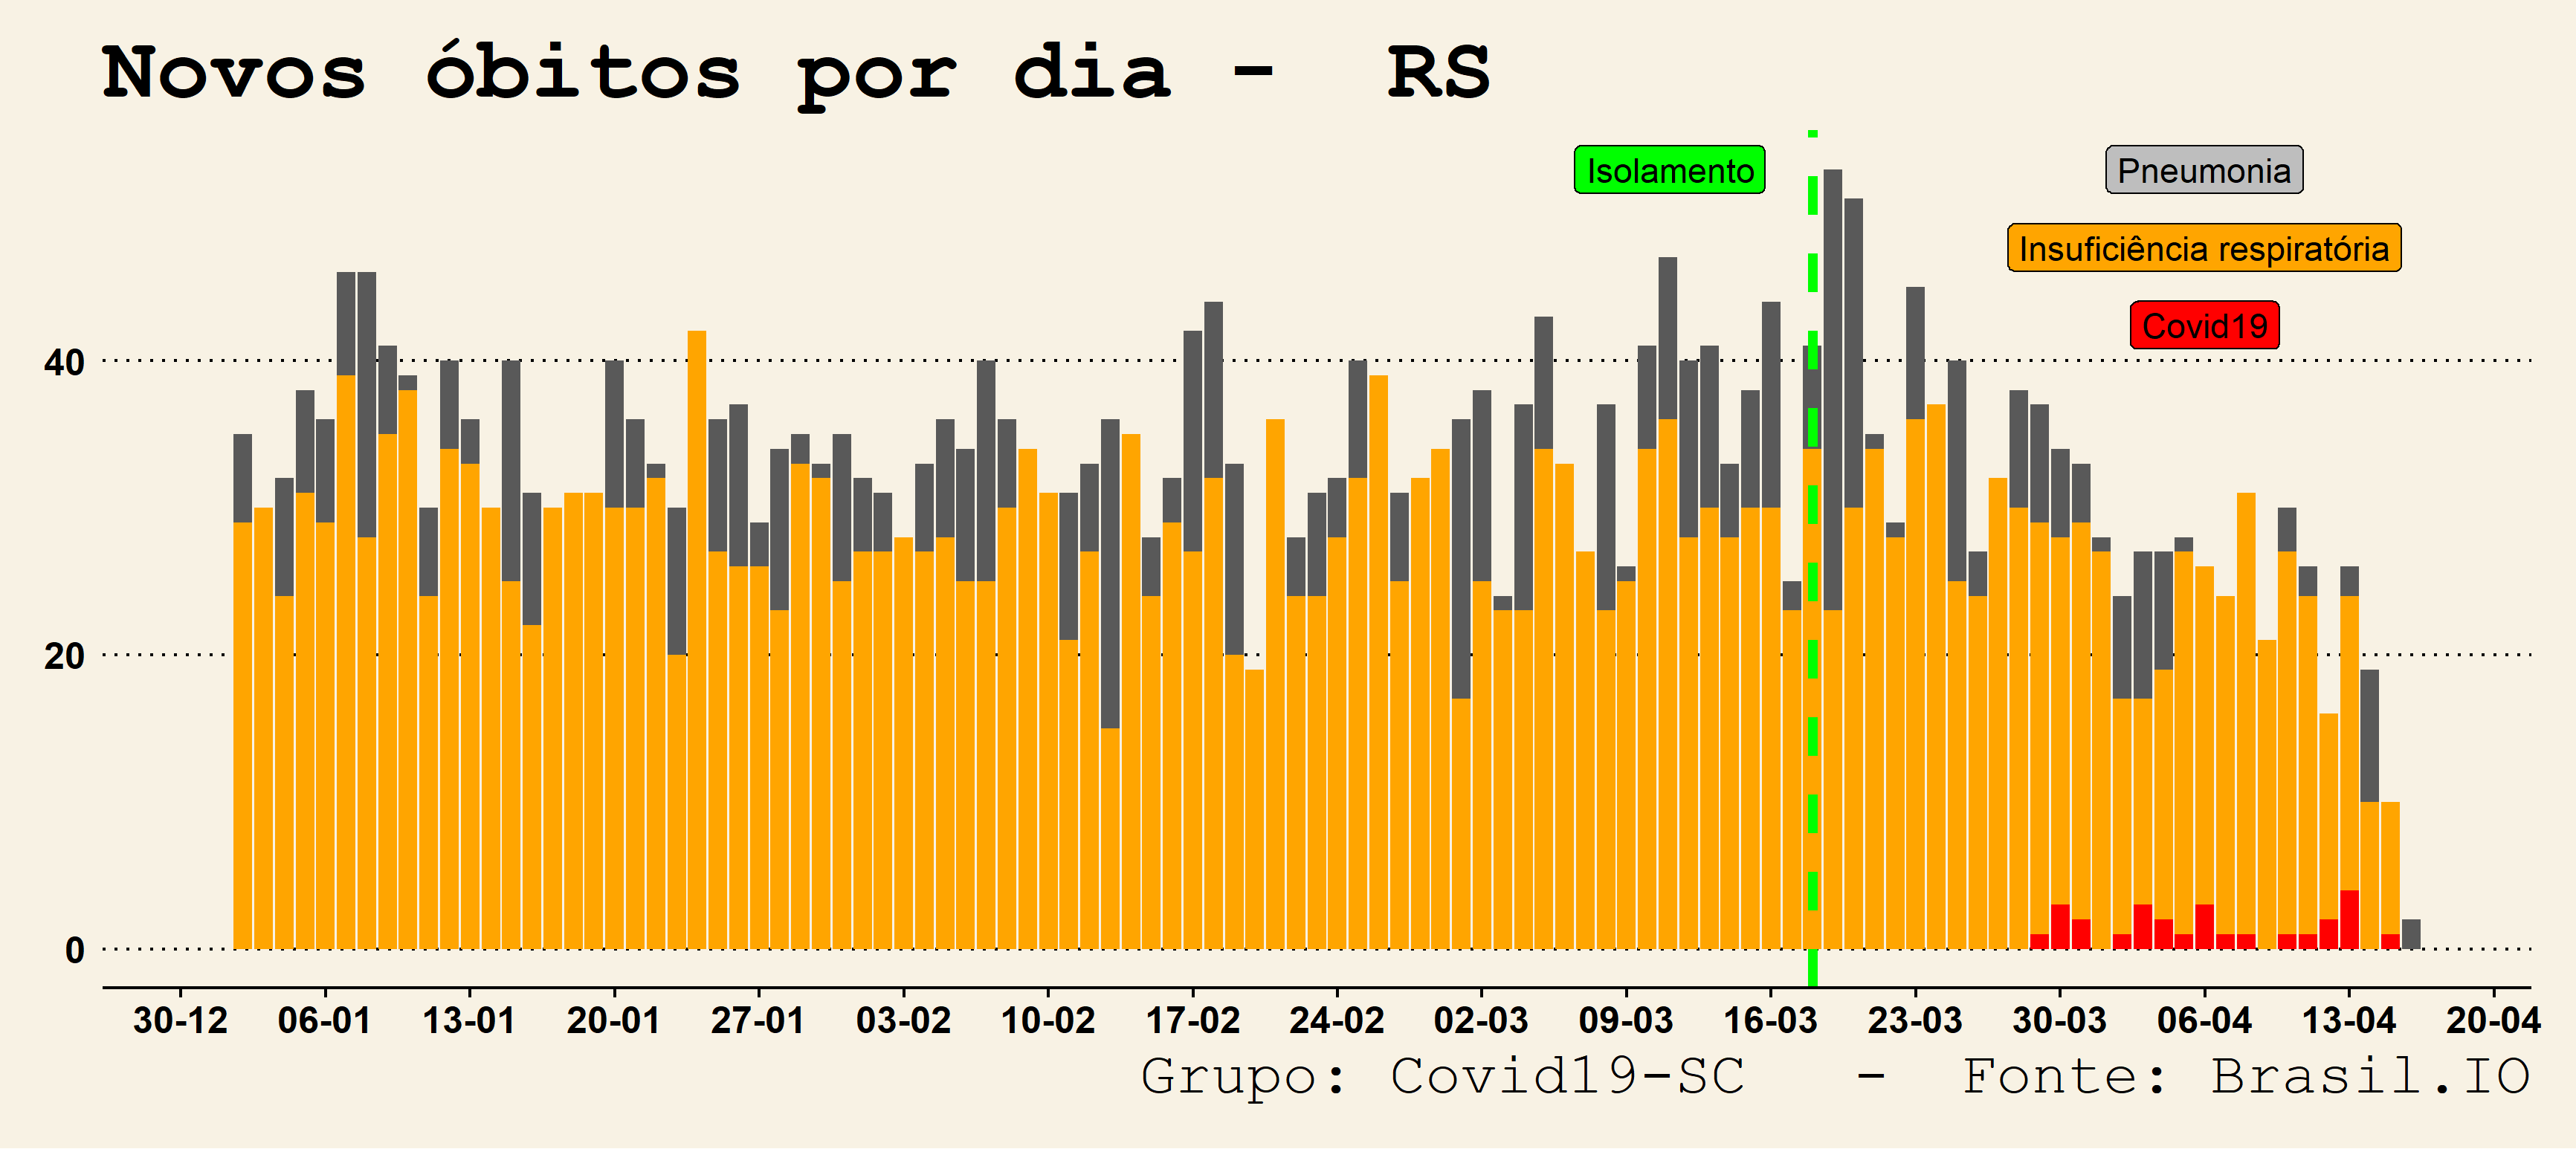 Novos óbitos por dia -  RS
Isolamento
Pneumonia
Insuficiência respiratória
Covid19
40
20
0
30-12 06-01 13-01 20-01 27-01 03-02 10-02 17-02 24-02 02-03 09-03 16-03 23-03 30-03 06-04 13-04 20-04
Grupo: Covid19-SC   -  Fonte: Brasil.IO